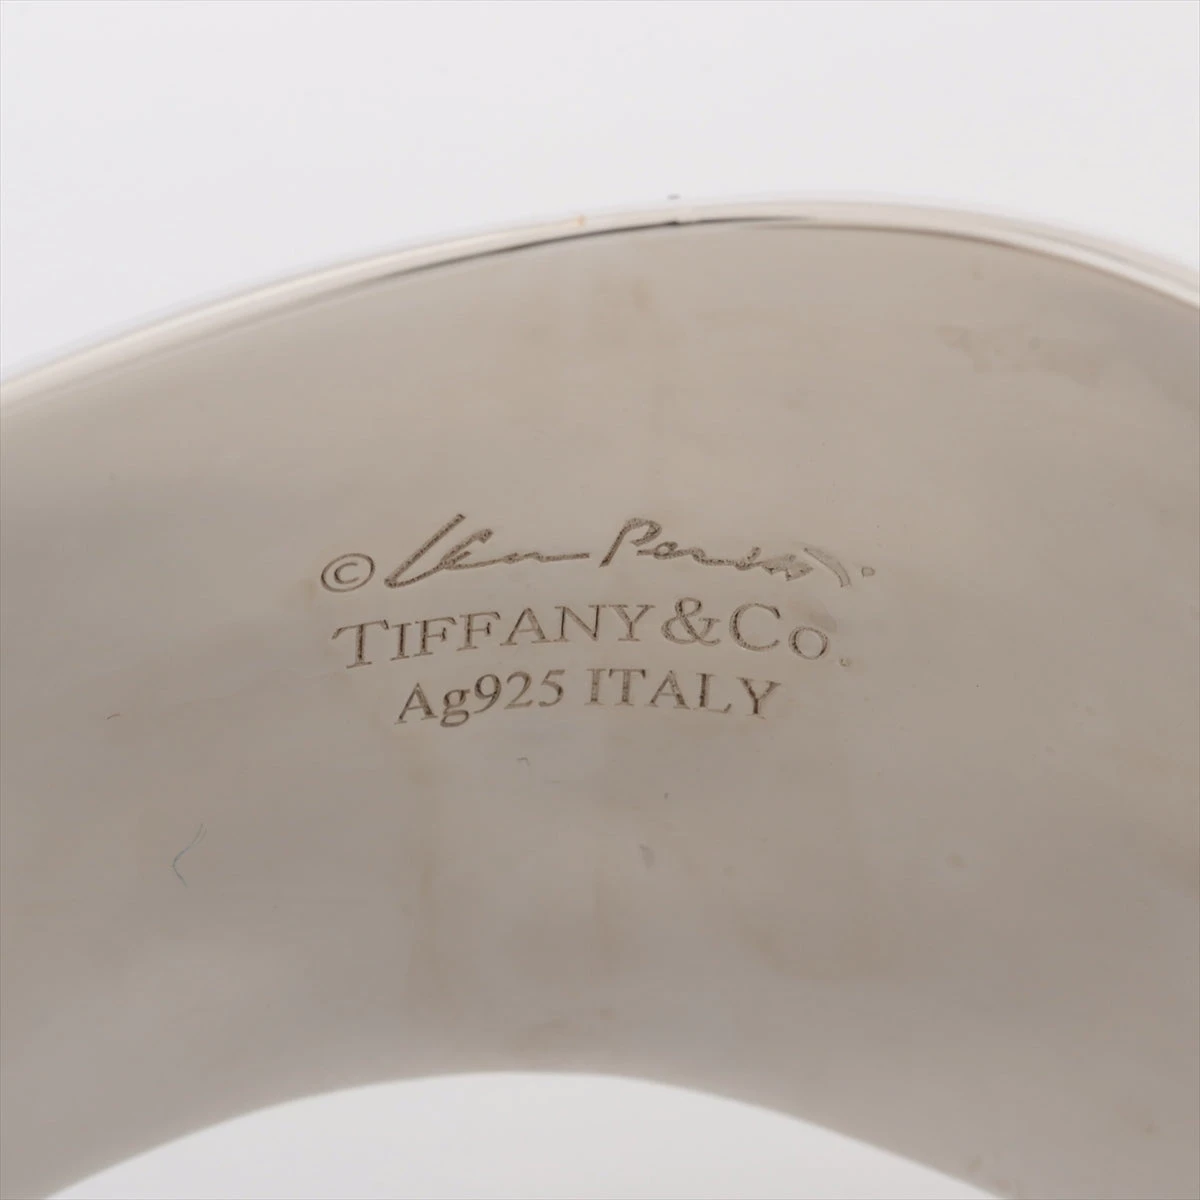 © Elsa Peretti
TIFFANY & Co.
Ag925 ITALY